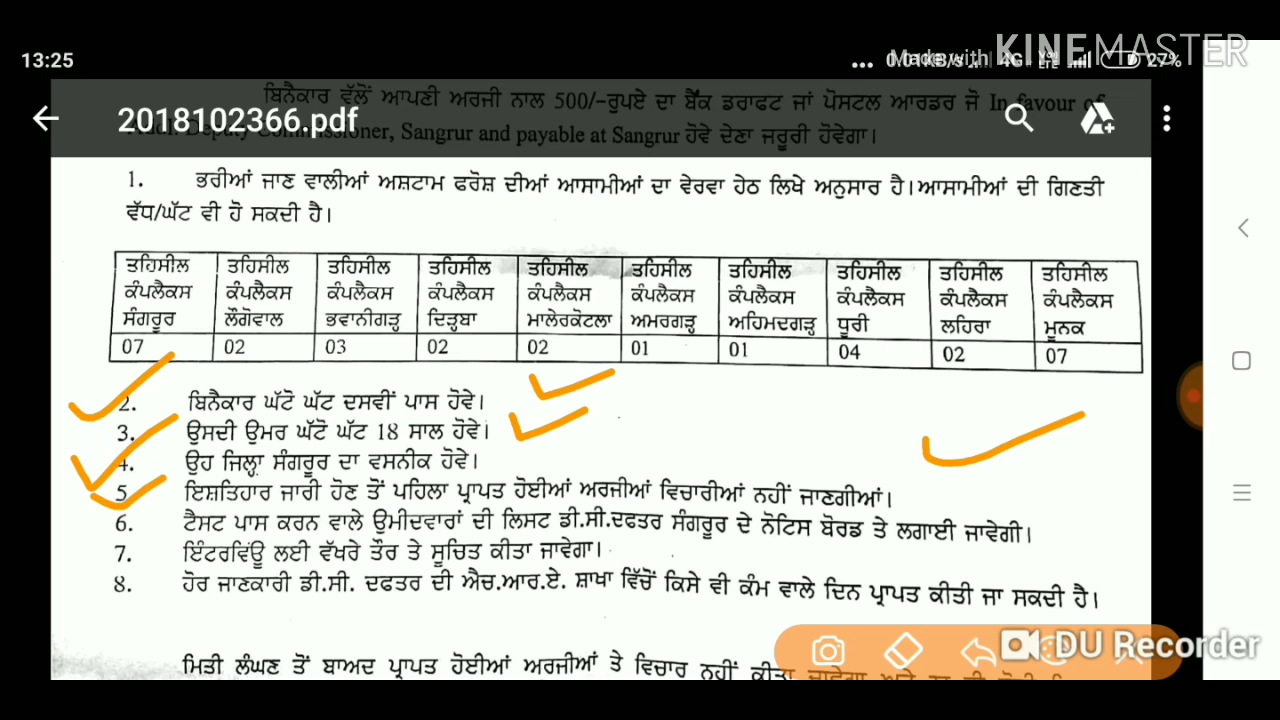 13:25
... 0.01KB/s 4G VoLTE 27%
Made with KINEMASTER
ਬਿਨੈਕਾਰ ਵੱਲੋਂ ਆਪਣੀ ਅਰਜੀ ਨਾਲ 500/-ਰੁਪਏ ਦਾ ਬੈਂਕ ਡਰਾਫਟ ਜਾਂ ਪੋਸਟਲ ਆਰਡਰ ਜੋ In favour of
2018102366.pdf
Deputy Commissioner, Sangrur and payable at Sangrur ਹੋਵੇ ਦੇਣਾ ਜਰੂਰੀ ਹੋਵੇਗਾ।
1. ਭਰੀਆਂ ਜਾਣ ਵਾਲੀਆਂ ਅਸ਼ਟਾਮ ਫਰੋਸ਼ ਦੀਆਂ ਆਸਾਮੀਆਂ ਦਾ ਵੇਰਵਾ ਹੇਠ ਲਿਖੇ ਅਨੁਸਾਰ ਹੈ। ਆਸਾਮੀਆਂ ਦੀ ਗਿਣਤੀ
ਵੱਧ/ਘੱਟ ਵੀ ਹੋ ਸਕਦੀ ਹੈ।
ਤਹਿਸੀਲ ਤਹਿਸੀਲ ਤਹਿਸੀਲ ਤਹਿਸੀਲ ਤਹਿਸੀਲ ਤਹਿਸੀਲ ਤਹਿਸੀਲ ਤਹਿਸੀਲ ਤਹਿਸੀਲ ਤਹਿਸੀਲ
ਕੰਪਲੈਕਸ ਕੰਪਲੈਕਸ ਕੰਪਲੈਕਸ ਕੰਪਲੈਕਸ ਕੰਪਲੈਕਸ ਕੰਪਲੈਕਸ ਕੰਪਲੈਕਸ ਕੰਪਲੈਕਸ ਕੰਪਲੈਕਸ ਕੰਪਲੈਕਸ
ਸੰਗਰੂਰ ਲੌਂਗੋਵਾਲ ਭਵਾਨੀਗੜ੍ਹ ਦਿੜ੍ਹਬਾ ਮਾਲੇਰਕੋਟਲਾ ਅਮਰਗੜ੍ਹ ਅਹਿਮਦਗੜ੍ਹ ਧੂਰੀ ਲਹਿਰਾ ਮੂਨਕ
07 02 03 02 02 01 01 04 02 07
2. ਬਿਨੈਕਾਰ ਘੱਟੋ ਘੱਟ ਦਸਵੀਂ ਪਾਸ ਹੋਵੇ।
3. ਉਸਦੀ ਉਮਰ ਘੱਟੋ ਘੱਟ 18 ਸਾਲ ਹੋਵੇ।
4. ਉਹ ਜਿਲ੍ਹਾ ਸੰਗਰੂਰ ਦਾ ਵਸਨੀਕ ਹੋਵੇ।
5 ਇਸ਼ਤਿਹਾਰ ਜਾਰੀ ਹੋਣ ਤੋਂ ਪਹਿਲਾ ਪ੍ਰਾਪਤ ਹੋਈਆਂ ਅਰਜੀਆਂ ਵਿਚਾਰੀਆਂ ਨਹੀਂ ਜਾਣਗੀਆਂ।
6. ਟੈਸਟ ਪਾਸ ਕਰਨ ਵਾਲੇ ਉਮੀਦਵਾਰਾਂ ਦੀ ਲਿਸਟ ਡੀ.ਸੀ.ਦਫਤਰ ਸੰਗਰੂਰ ਦੇ ਨੋਟਿਸ ਬੋਰਡ ਤੇ ਲਗਾਈ ਜਾਵੇਗੀ।
7. ਇੰਟਰਵਿਊ ਲਈ ਵੱਖਰੇ ਤੌਰ ਤੇ ਸੂਚਿਤ ਕੀਤਾ ਜਾਵੇਗਾ।
8. ਹੋਰ ਜਾਣਕਾਰੀ ਡੀ.ਸੀ. ਦਫਤਰ ਦੀ ਐਚ.ਆਰ.ਏ. ਸ਼ਾਖਾ ਵਿੱਚੋਂ ਕਿਸੇ ਵੀ ਕੰਮ ਵਾਲੇ ਦਿਨ ਪ੍ਰਾਪਤ ਕੀਤੀ ਜਾ ਸਕਦੀ ਹੈ।
DU Recorder
ਮਿਤੀ ਲੰਘਣ ਤੋਂ ਬਾਅਦ ਪ੍ਰਾਪਤ ਹੋਈਆਂ ਅਰਜੀਆਂ ਤੇ ਵਿਚਾਰ ਨਹੀਂ ਕੀਤਾ